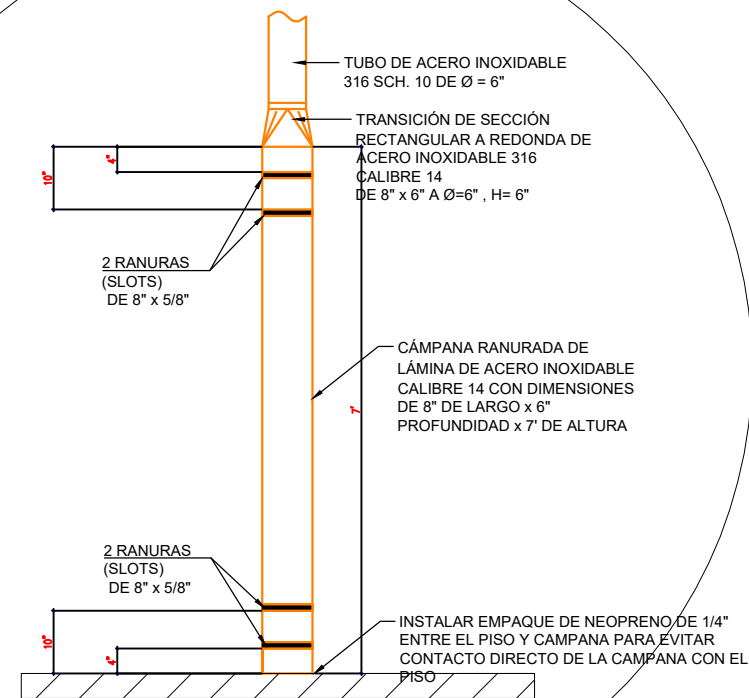 TUBO DE ACERO INOXIDABLE
316 SCH. 10 DE Ø = 6"
TRANSICIÓN DE SECCIÓN
RECTANGULAR A REDONDA DE
ACERO INOXIDABLE 316
CALIBRE 14
DE 8" x 6" A Ø=6" , H= 6"
4"
10"
2 RANURAS
(SLOTS)
DE 8" x 5/8"
CÁMPANA RANURADA DE
LÁMINA DE ACERO INOXIDABLE
CALIBRE 14 CON DIMENSIONES
DE 8" DE LARGO x 6"
PROFUNDIDAD x 7' DE ALTURA
7'
2 RANURAS
(SLOTS)
DE 8" x 5/8"
10"
4"
INSTALAR EMPAQUE DE NEOPRENO DE 1/4"
ENTRE EL PISO Y CAMPANA PARA EVITAR
CONTACTO DIRECTO DE LA CAMPANA CON EL
PISO